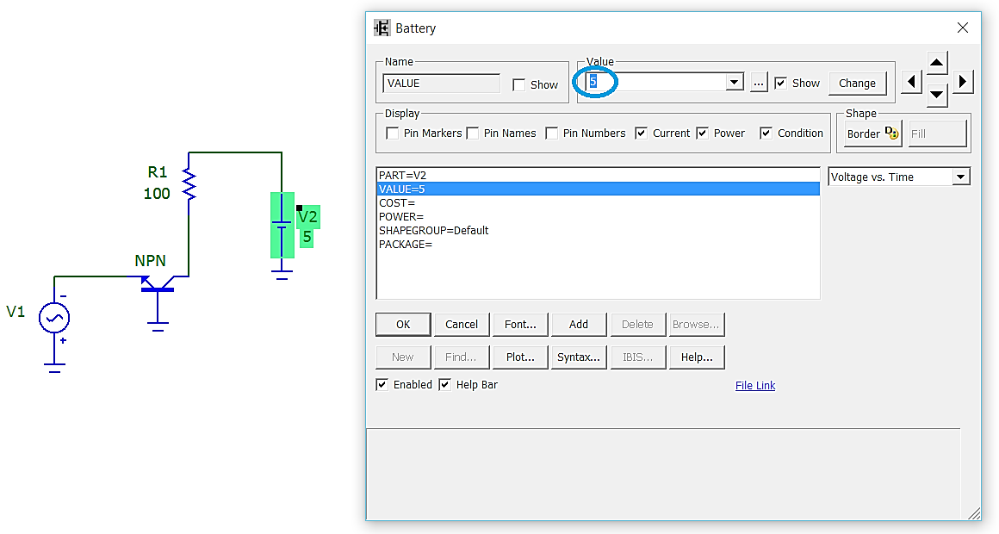 R1
100
V2
5
NPN
V1
-
+
Battery
Name
VALUE
Show
Value
5
...
Show
Change
Display
Pin Markers
Pin Names
Pin Numbers
Current
Power
Condition
Shape
Border
Fill
PART=V2
VALUE=5
COST=
POWER=
SHAPEGROUP=Default
PACKAGE=
Voltage vs. Time
OK
Cancel
Font...
Add
Delete
Browse...
New
Find...
Plot...
Syntax...
IBIS...
Help...
Enabled
Help Bar
File Link